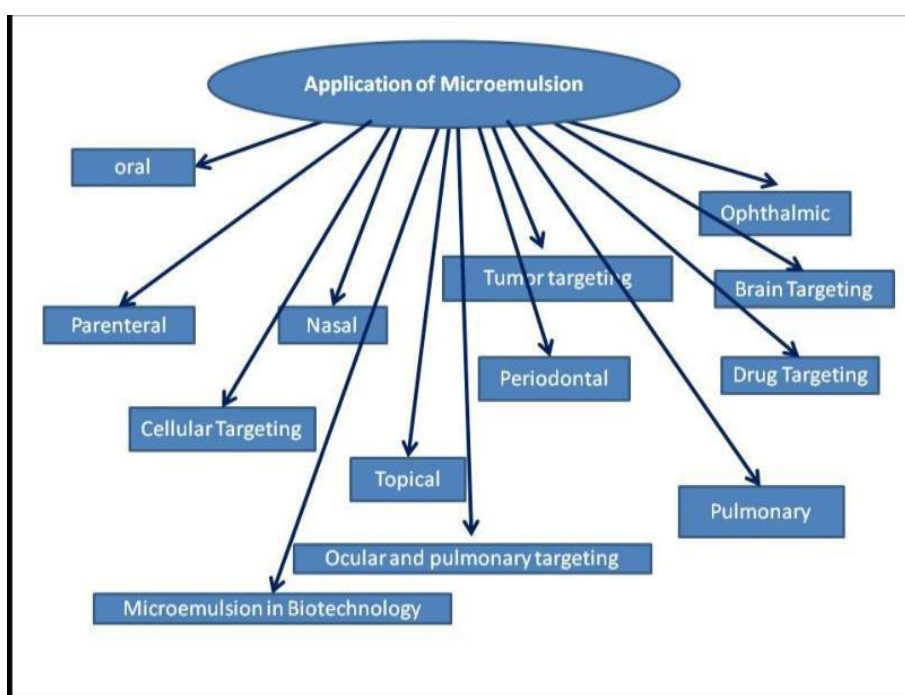 Application of Microemulsion
oral
Ophthalmic
Tumor targeting
Brain Targeting
Parenteral
Nasal
Periodontal
Drug Targeting
Cellular Targeting
Topical
Pulmonary
Ocular and pulmonary targeting
Microemulsion in Biotechnology